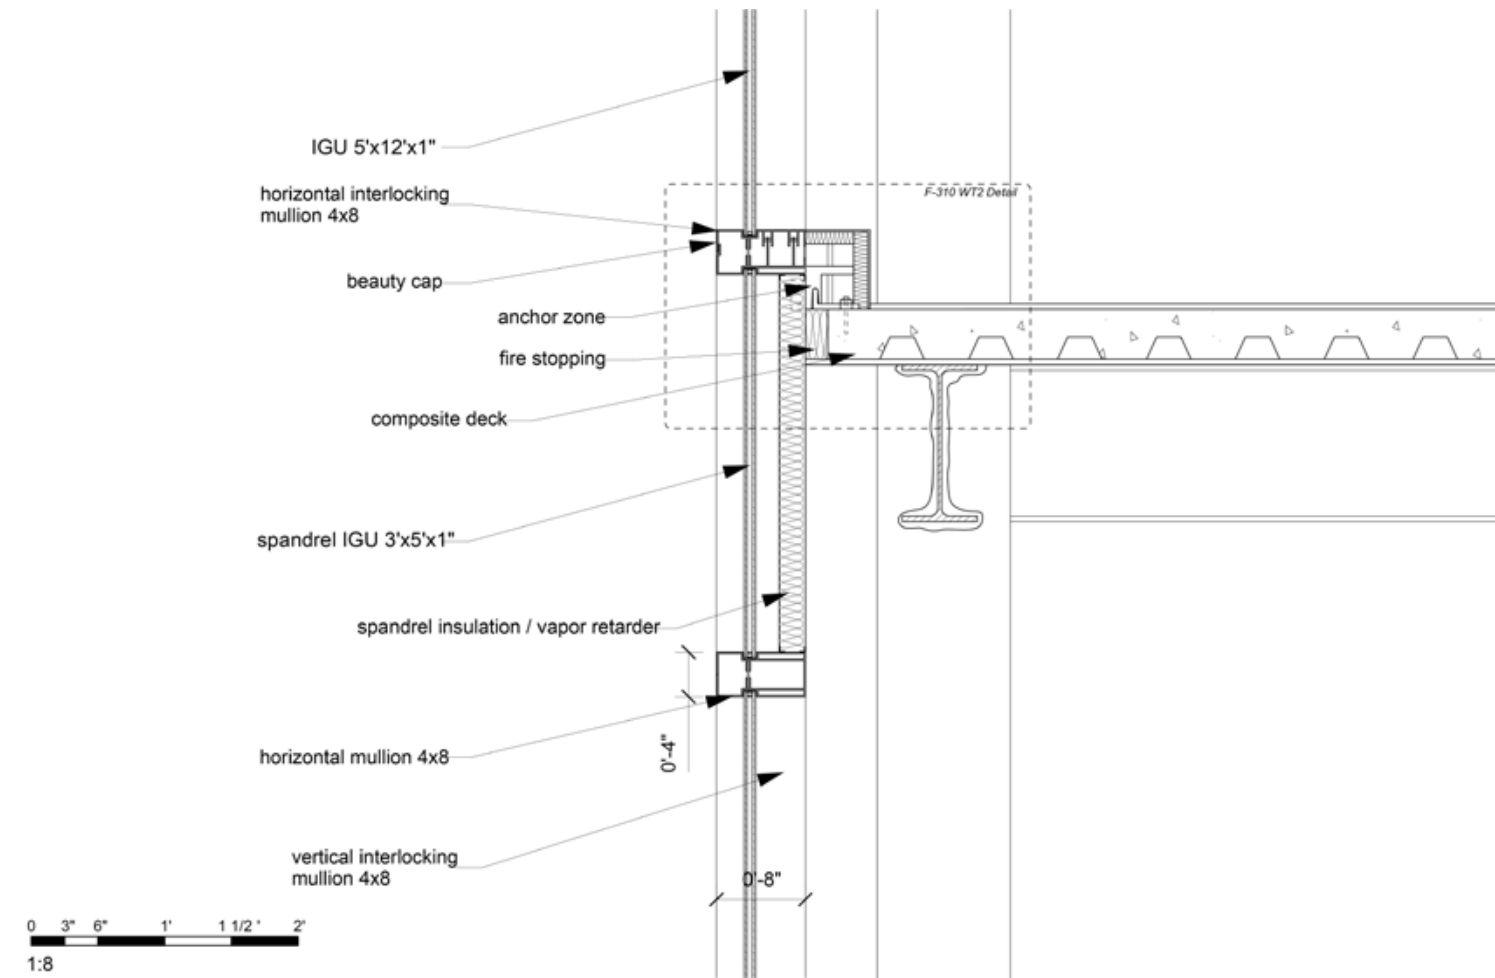 IGU 5'x12'x1"
horizontal interlocking
mullion 4x8
F-310 WT2 Detail
beauty cap
anchor zone
fire stopping
composite deck
spandrel IGU 3'x5'x1"
spandrel insulation / vapor retarder
0'-4"
horizontal mullion 4x8
vertical interlocking
mullion 4x8
0'-8"
0 3" 6" 1' 1 1/2 ' 2'
1:8